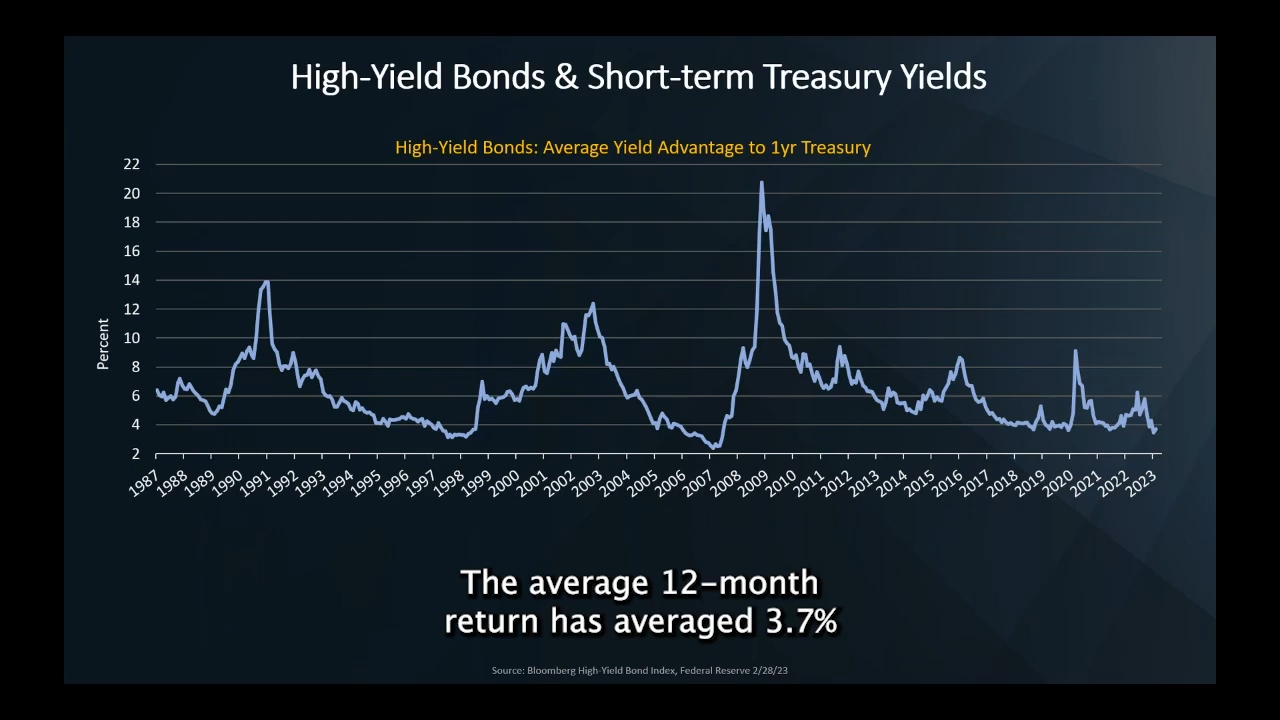 High-Yield Bonds & Short-term Treasury Yields
High-Yield Bonds: Average Yield Advantage to 1yr Treasury
22
20
18
16
14
12
10
8
6
4
2
Percent
1987 1988 1989 1990 1991 1992 1993 1994 1995 1996 1997 1998 1999 2000 2001 2002 2003 2004 2005 2006 2007 2008 2009 2010 2011 2012 2013 2014 2015 2016 2017 2018 2019 2020 2021 2022 2023
The average 12-month
return has averaged 3.7%
Source: Bloomberg High-Yield Bond Index, Federal Reserve 2/28/23